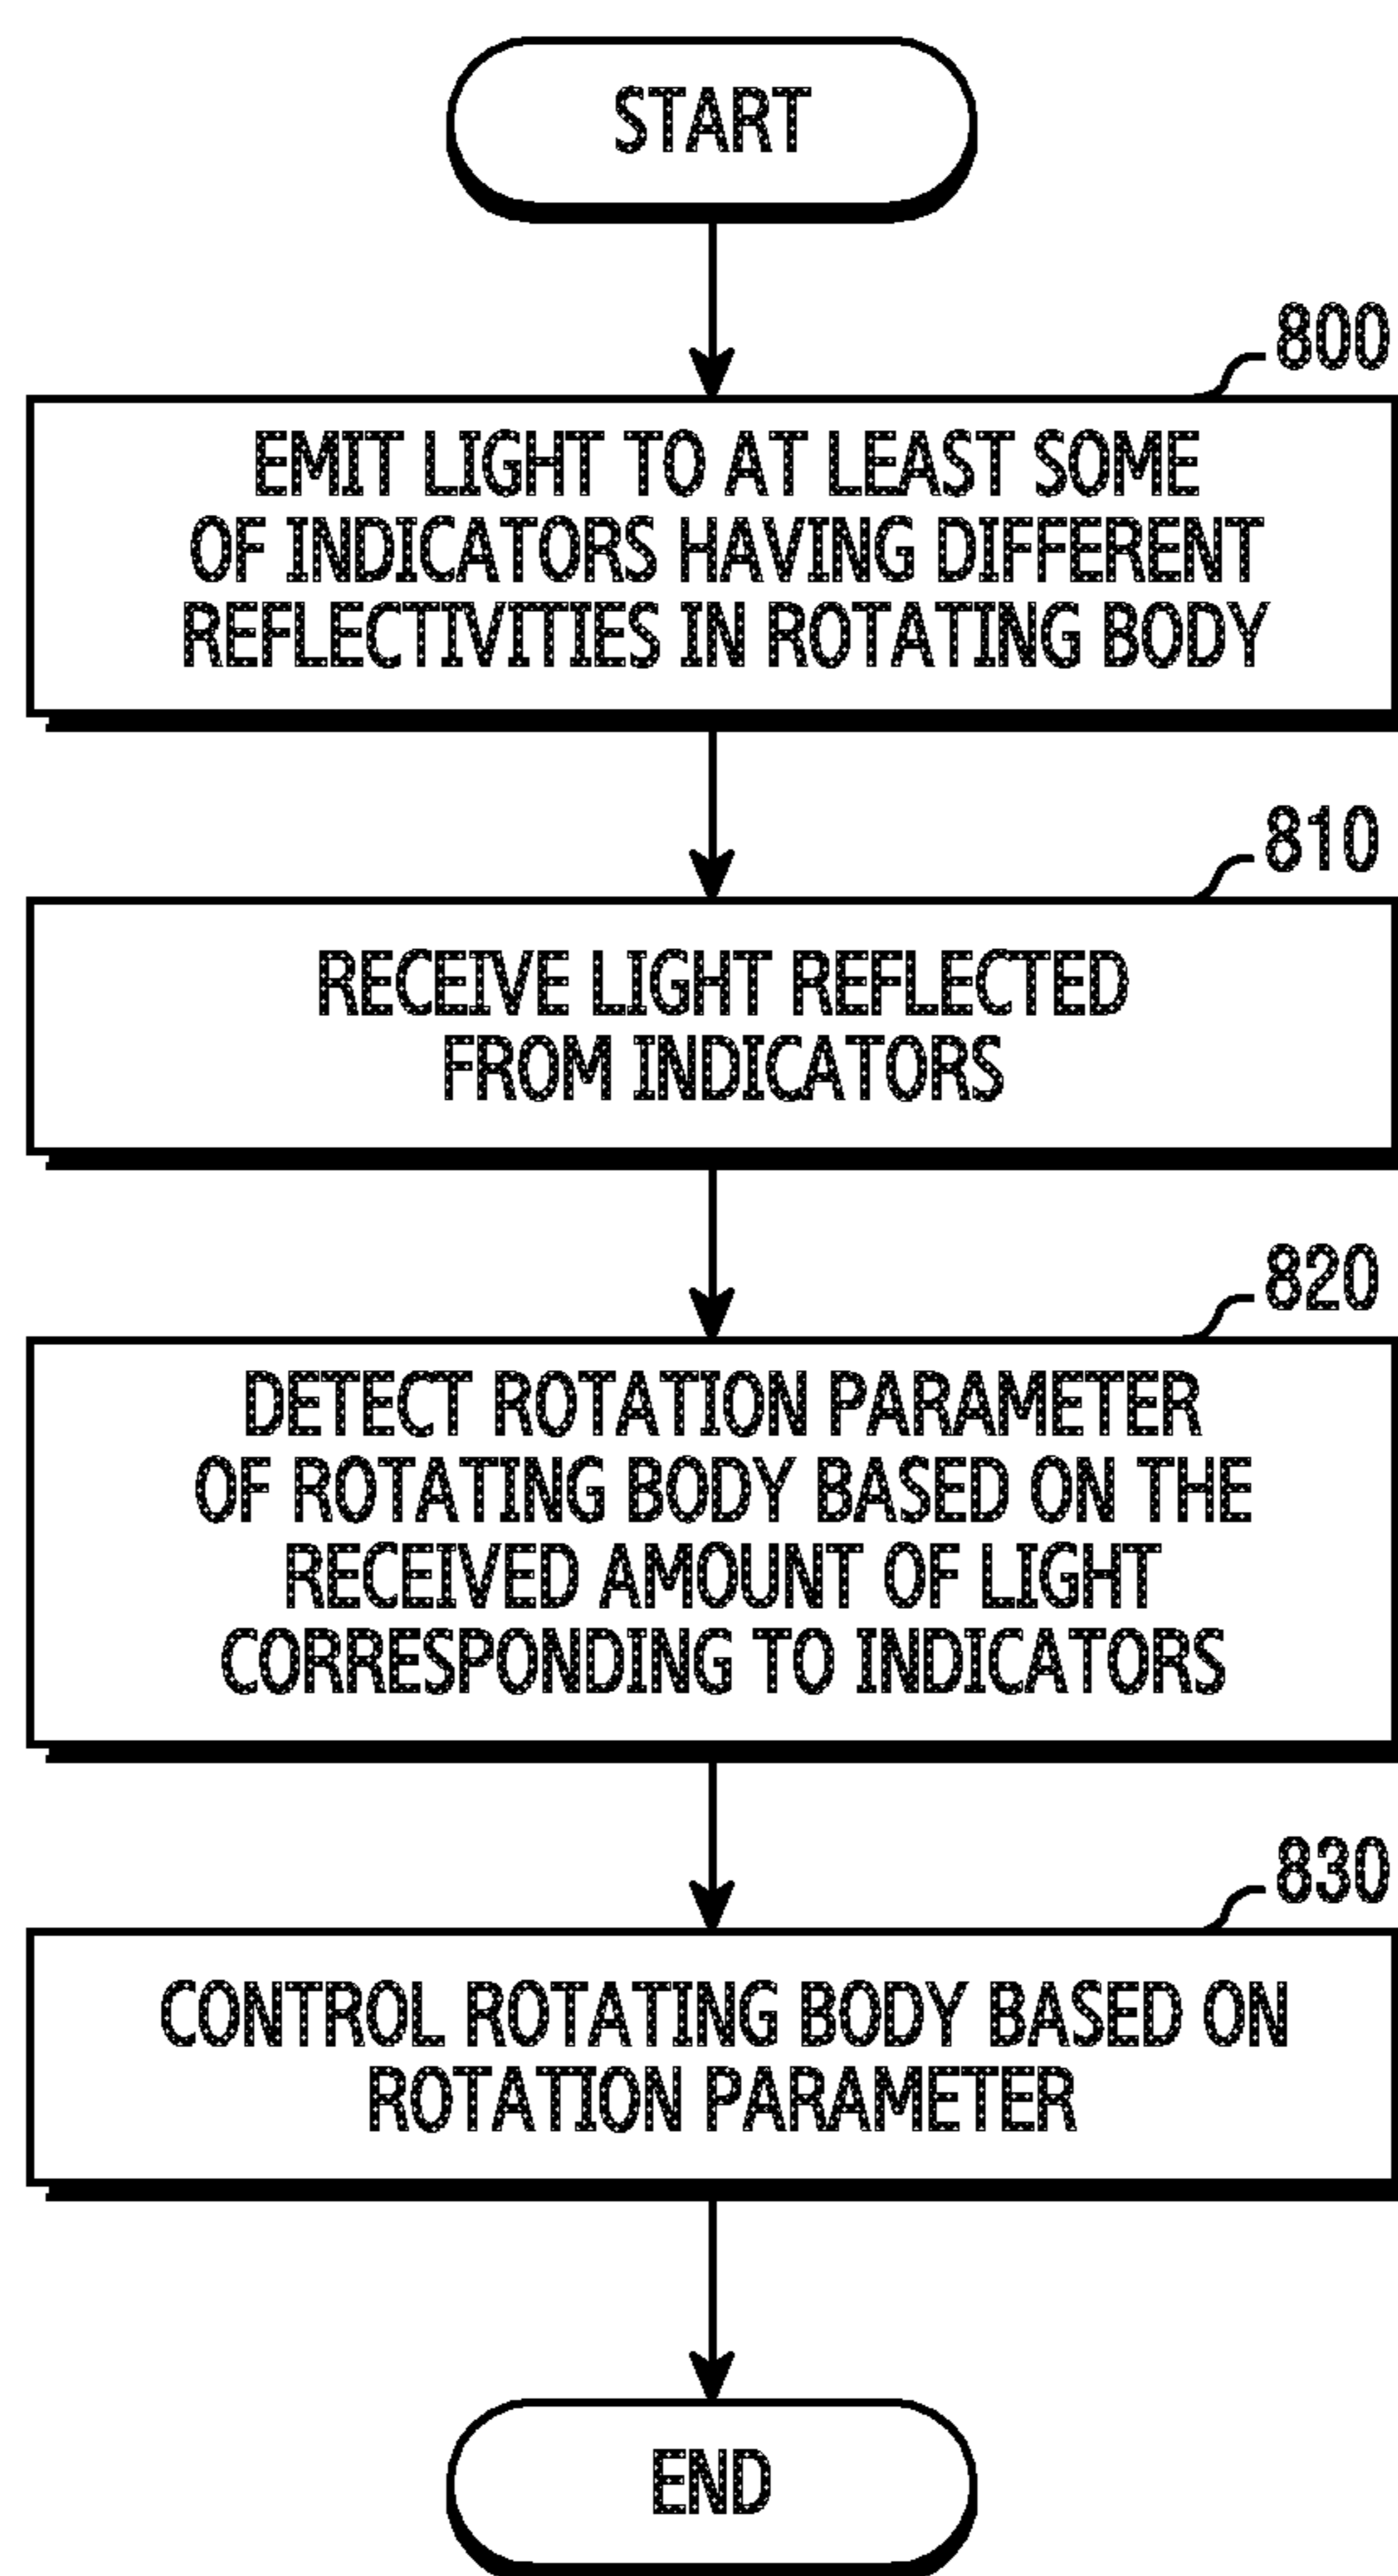 START
800
EMIT LIGHT TO AT LEAST SOME
OF INDICATORS HAVING DIFFERENT
REFLECTIVITIES IN ROTATING BODY
810
RECEIVE LIGHT REFLECTED
FROM INDICATORS
820
DETECT ROTATION PARAMETER
OF ROTATING BODY BASED ON THE
RECEIVED AMOUNT OF LIGHT
CORRESPONDING TO INDICATORS
830
CONTROL ROTATING BODY BASED ON
ROTATION PARAMETER
END